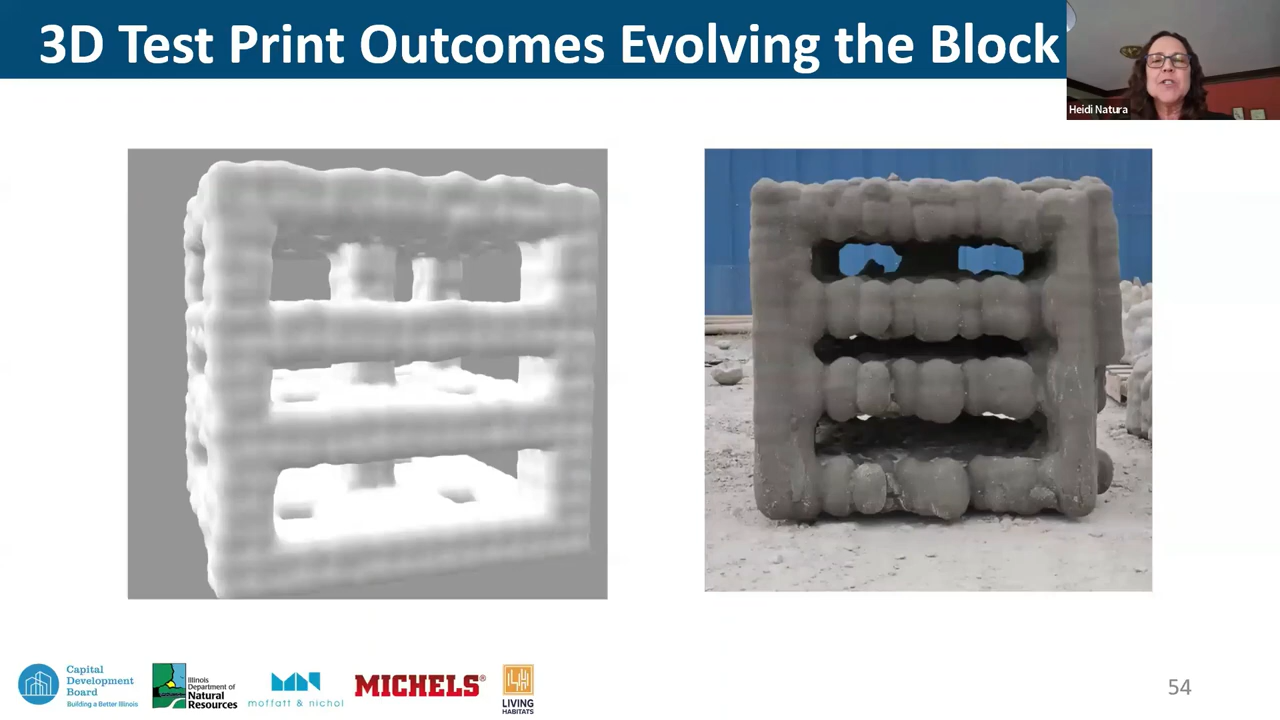 3D Test Print Outcomes Evolving the Block
Heidi Natura
Capital
Development
Board
Building a Better Illinois
Illinois
Department of
Natural
Resources
moffatt & nichol
MICHELS®
LIVING
HABITATS
54